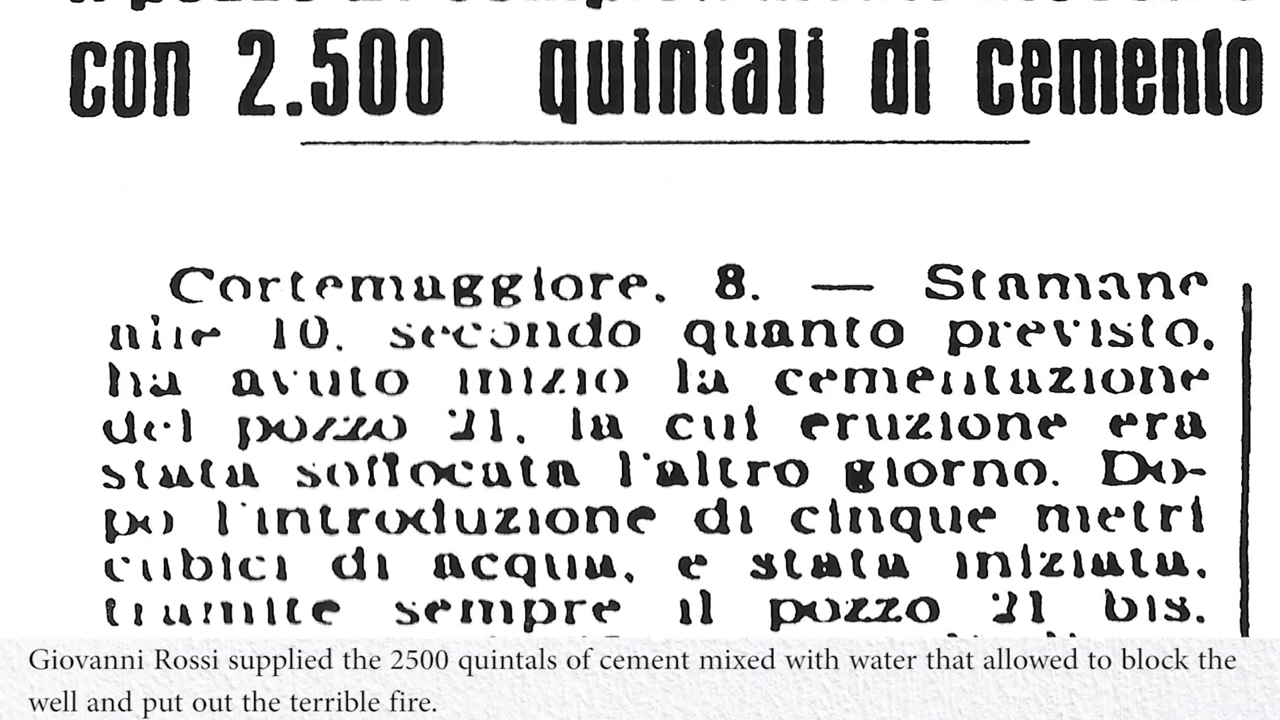 con 2.500 quintali di cemento
Cortemaggiore, 8. — Stamane
alle 10, secondo quanto previsto,
ha avuto inizio la cementazione
del pozzo 21, la cui eruzione era
stata soffocata l'altro giorno. Do-
po l'introduzione di cinque metri
cubici di acqua, e stata iniziata,
tramite sempre il pozzo 21 bis,
Giovanni Rossi supplied the 2500 quintals of cement mixed with water that allowed to block the
well and put out the terrible fire.